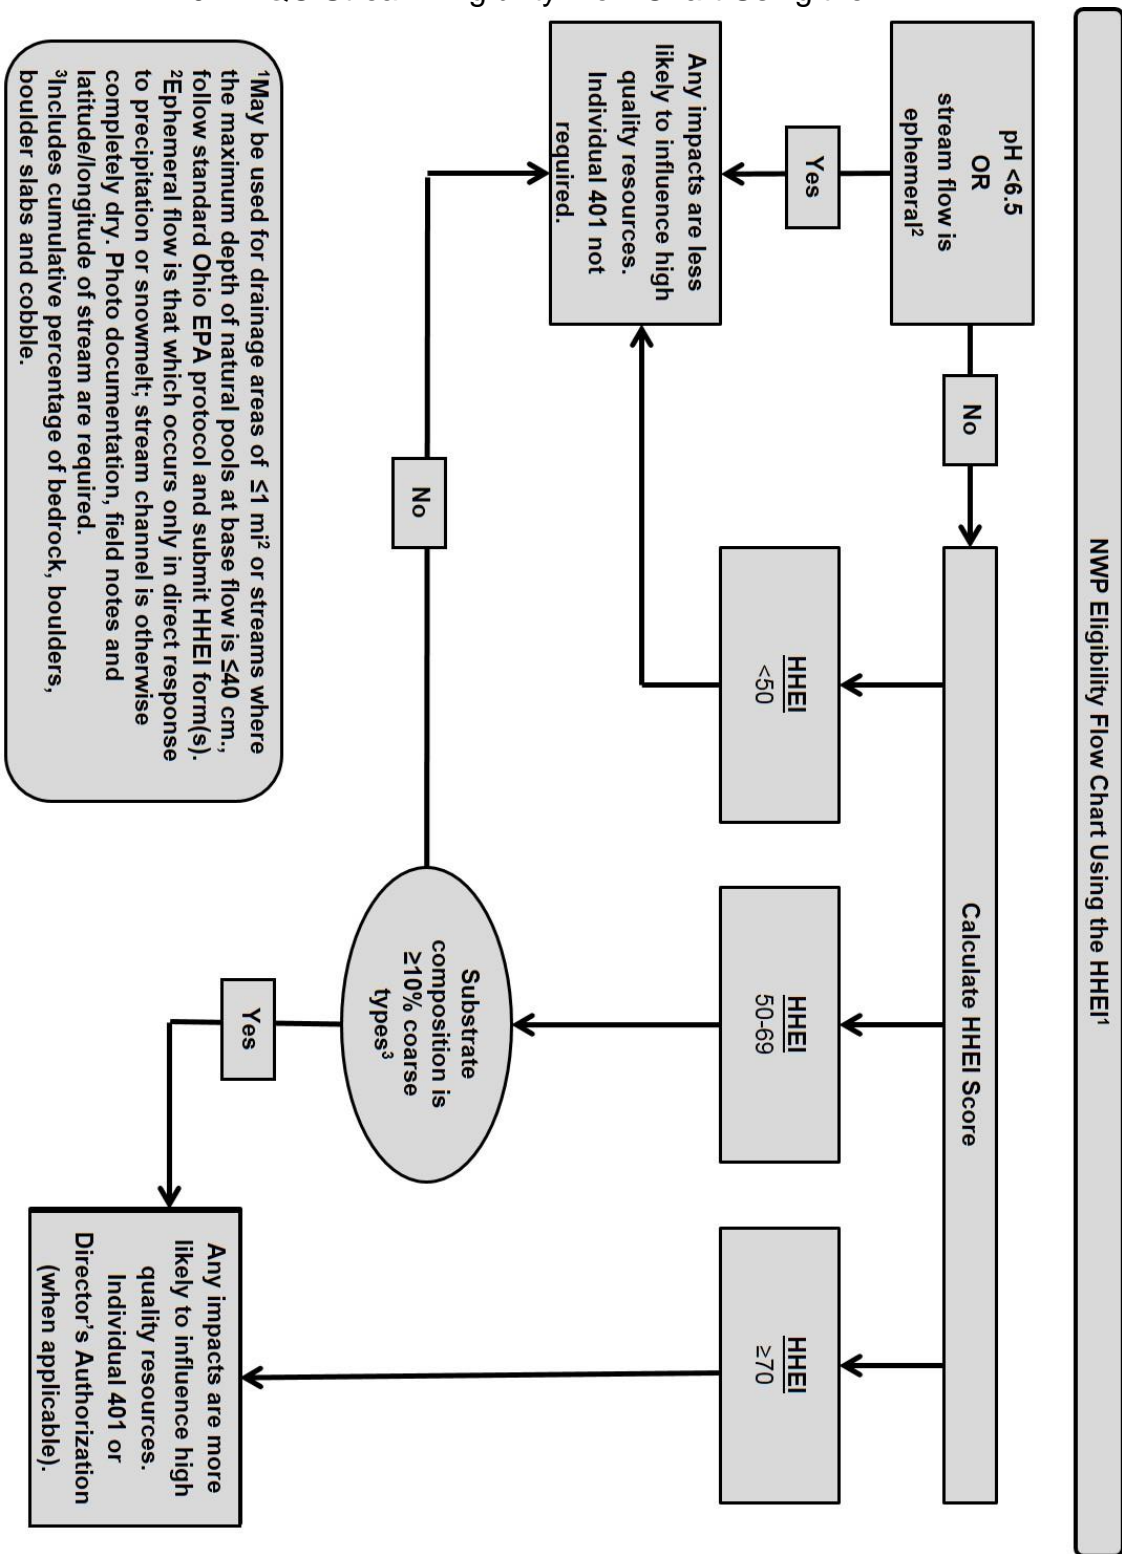 NWP Eligibility Flow Chart Using the HHEI¹
pH <6.5
OR
stream flow is
ephemeral²
No
Calculate HHEI Score
Yes
HHEI
<50
HHEI
50-69
HHEI
≥70
Any impacts are less
likely to influence high
quality resources.
Individual 401 not
required.
No
Substrate
composition is
≥10% coarse
types³
Yes
Any impacts are more
likely to influence high
quality resources.
Individual 401 or
Director's Authorization
(when applicable).
¹May be used for drainage areas of ≤1 mi² or streams where
the maximum depth of natural pools at base flow is ≤40 cm.,
follow standard Ohio EPA protocol and submit HHEI form(s).
²Ephemeral flow is that which occurs only in direct response
to precipitation or snowmelt; stream channel is otherwise
completely dry. Photo documentation, field notes and
latitude/longitude of stream are required.
³Includes cumulative percentage of bedrock, boulders,
boulder slabs and cobble.